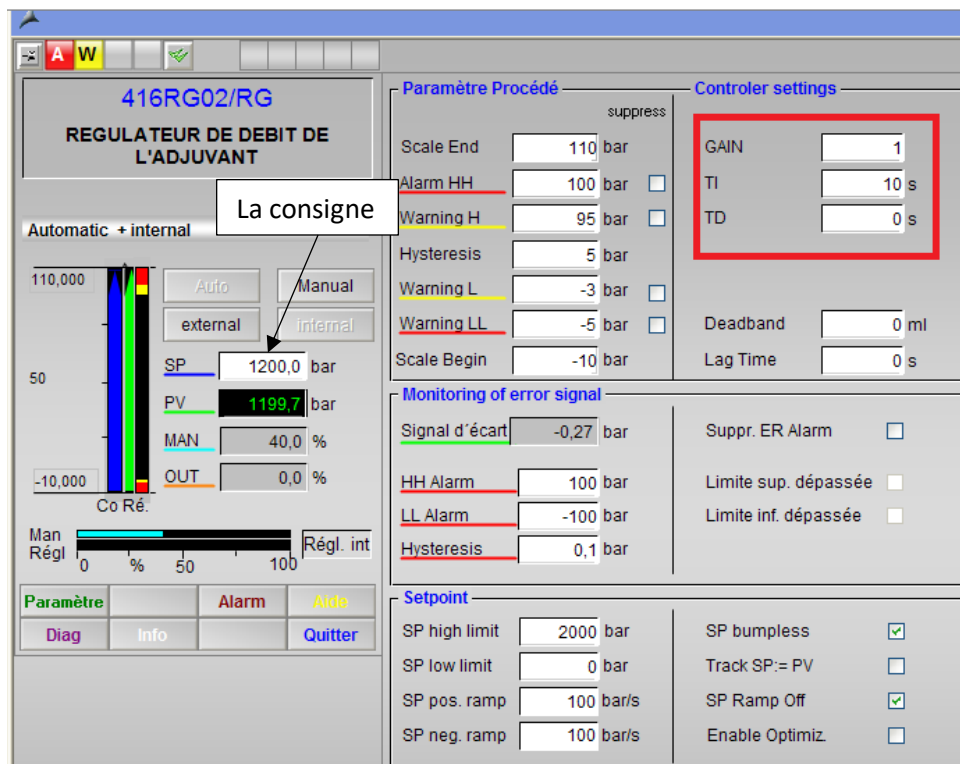 A W
416RG02/RG
REGULATEUR DE DEBIT DE
L'ADJUVANT
La consigne
Automatic + internal
110,000
50
-10,000
Co Ré.
Auto Manual
external internal
SP 1200,0 bar
PV 1199,7 bar
MAN 40,0 %
OUT 0,0 %
Man
Régl
0 % 50 100
Régl. int
Paramètre Alarm Aide
Diag Info Quitter
Paramètre Procédé
suppress
Scale End 110 bar
Alarm HH 100 bar
Warning H 95 bar
Hysteresis 5 bar
Warning L -3 bar
Warning LL -5 bar
Scale Begin -10 bar
Controler settings
GAIN 1
TI 10 s
TD 0 s
Deadband 0 ml
Lag Time 0 s
Monitoring of error signal
Signal d´écart -0,27 bar
HH Alarm 100 bar
LL Alarm -100 bar
Hysteresis 0,1 bar
Suppr. ER Alarm
Limite sup. dépassée
Limite inf. dépassée
Setpoint
SP high limit 2000 bar
SP low limit 0 bar
SP pos. ramp 100 bar/s
SP neg. ramp 100 bar/s
SP bumpless
Track SP:= PV
SP Ramp Off
Enable Optimiz.